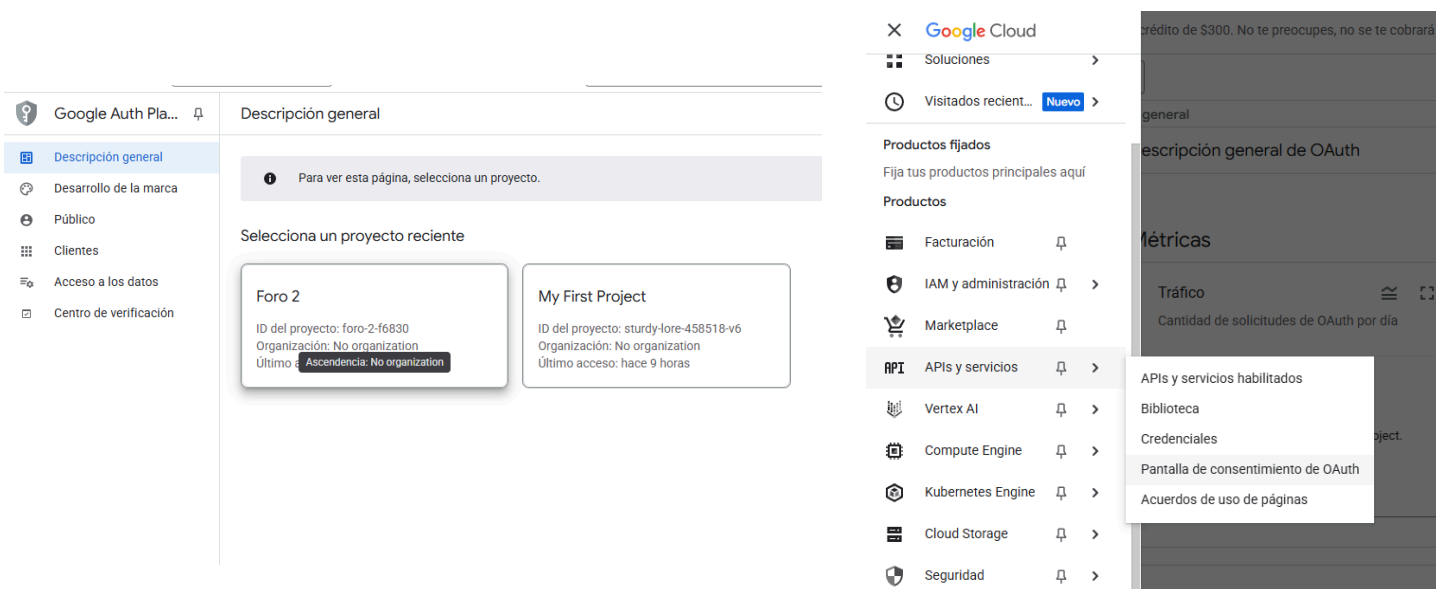 Google Auth Pla...
Descripción general
Descripción general
Desarrollo de la marca
Público
Clientes
Acceso a los datos
Centro de verificación
Para ver esta página, selecciona un proyecto.
Selecciona un proyecto reciente
Foro 2
ID del proyecto: foro-2-f6830
Organización: No organization
Último a
Ascendencia: No organization
My First Project
ID del proyecto: sturdy-lore-458518-v6
Organización: No organization
Último acceso: hace 9 horas
Google Cloud
Soluciones
Visitados recient... Nuevo
Productos fijados
Fija tus productos principales aquí
Productos
Facturación
IAM y administración
Marketplace
API APIs y servicios
Vertex AI
Compute Engine
Kubernetes Engine
Cloud Storage
Seguridad
APIs y servicios habilitados
Biblioteca
Credenciales
Pantalla de consentimiento de OAuth
Acuerdos de uso de páginas
crédito de $300. No te preocupes, no se te cobrará
general
escripción general de OAuth
Métricas
Tráfico
Cantidad de solicitudes de OAuth por día
oject.